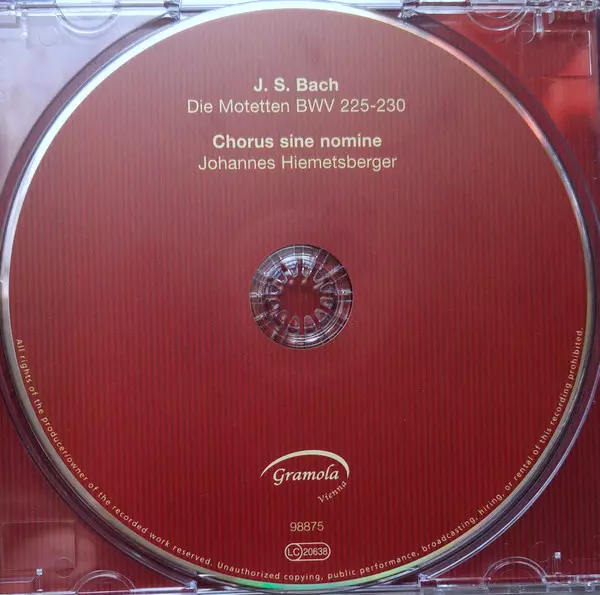 J. S. Bach
Die Motetten BWV 225-230
Chorus sine nomine
Johannes Hiemetsberger
Gramola
Vienna
98875
LC 20638
All rights of the producer/owner of the recorded work reserved. Unauthorized copying, public performance, broadcasting, hiring, or rental of this recording prohibited.